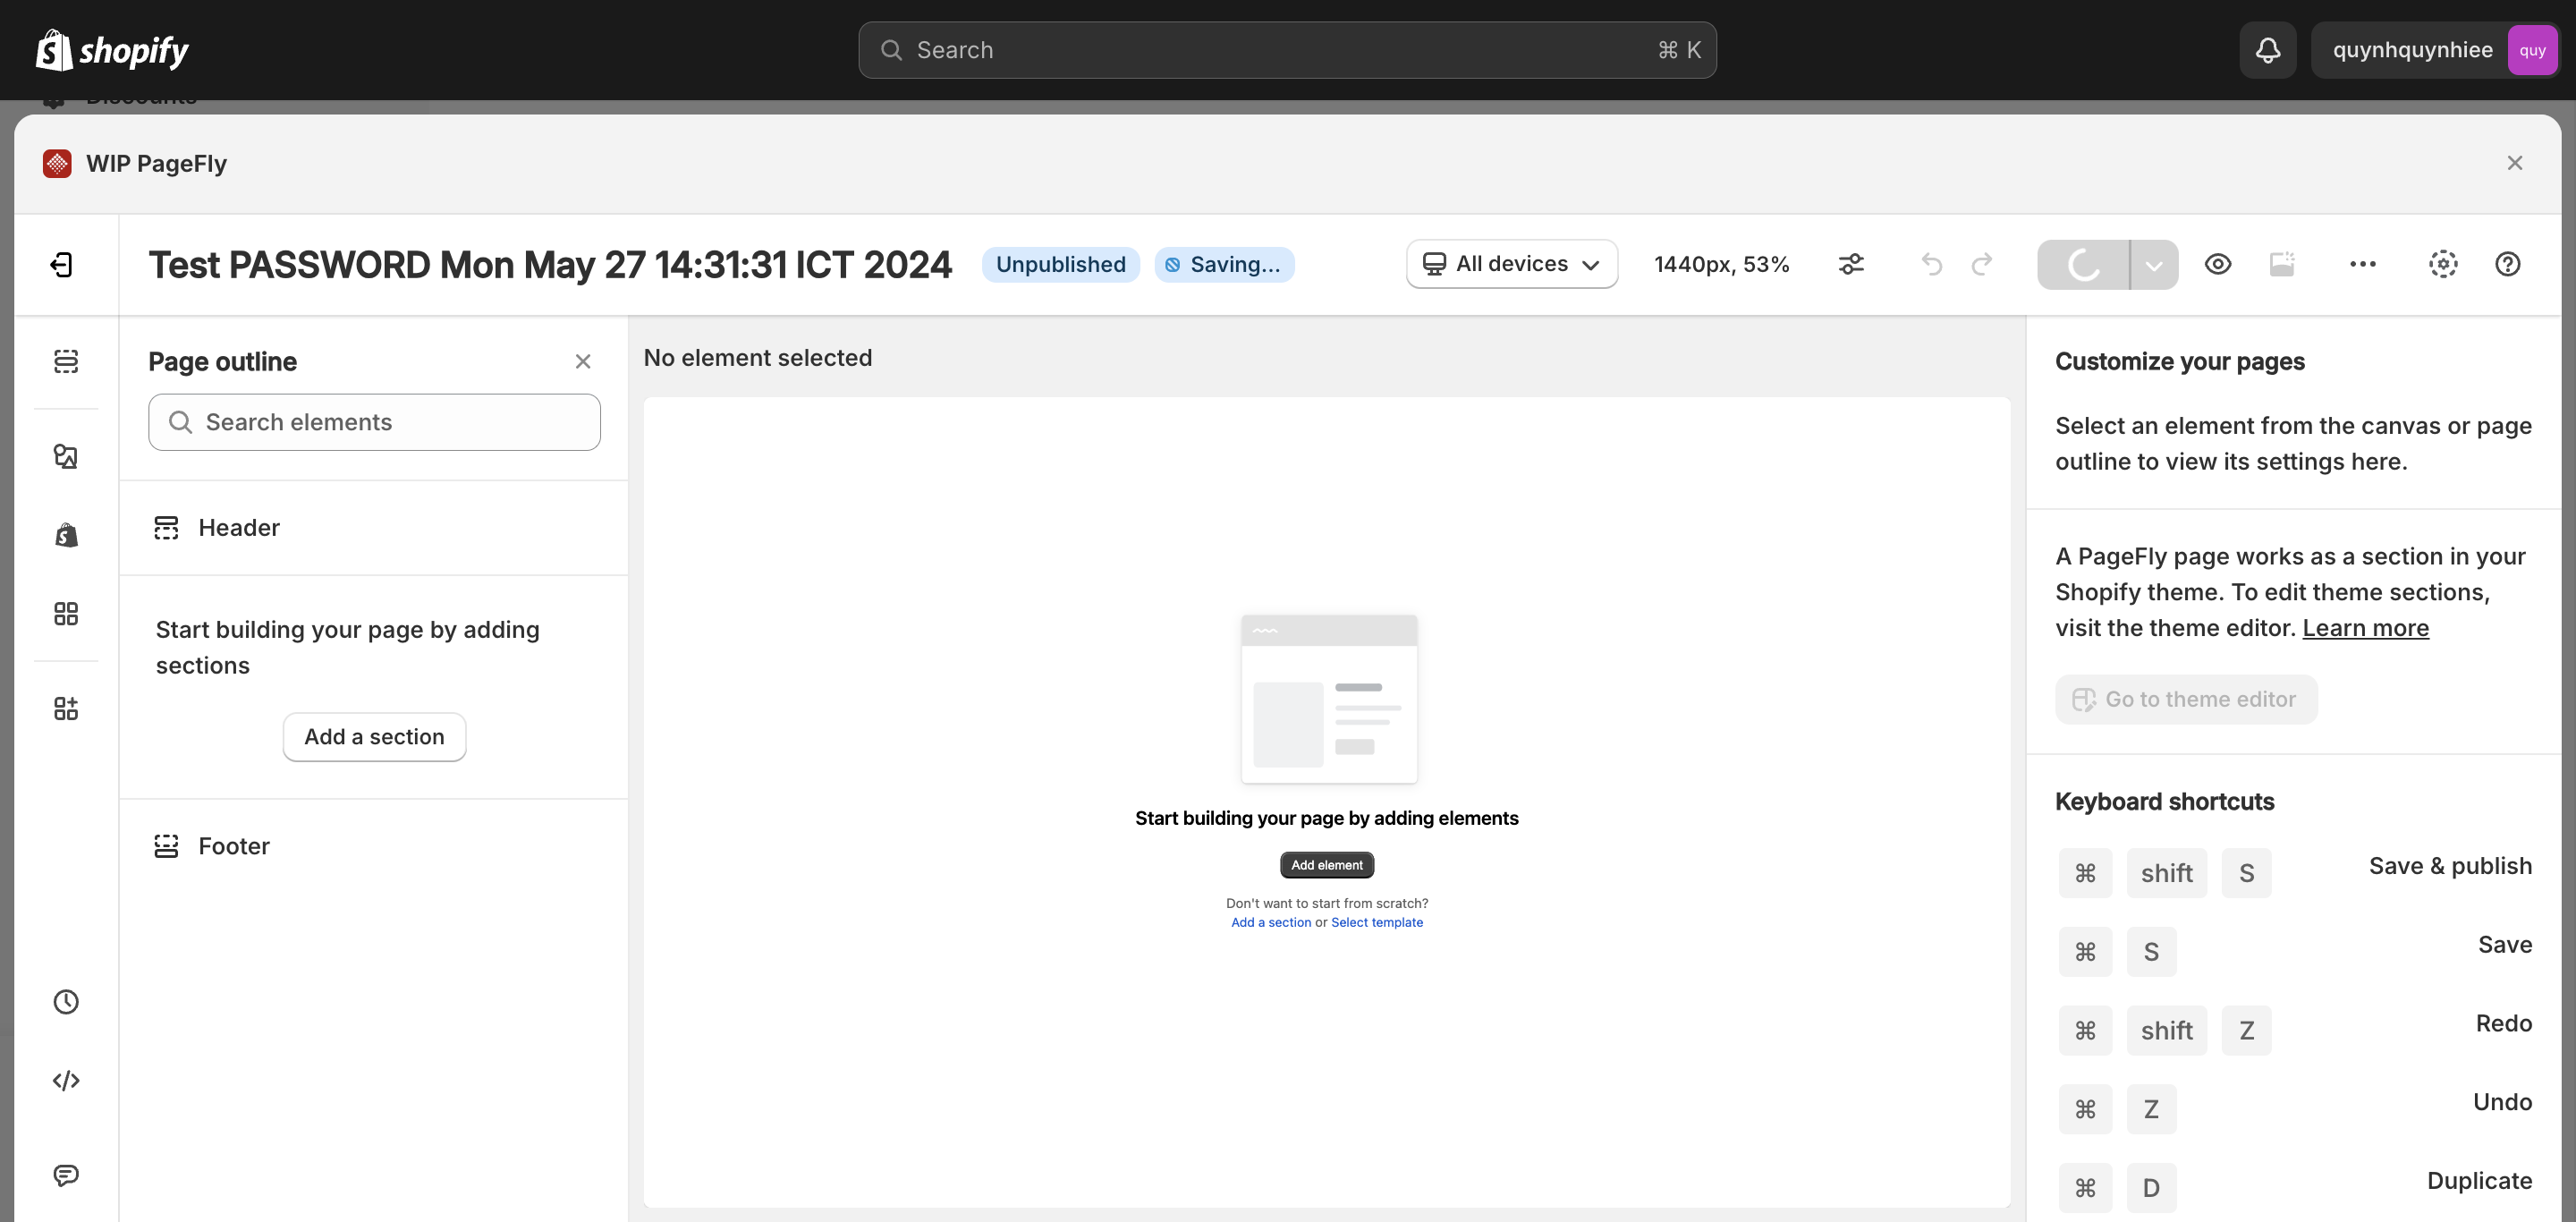 shopify
Search
⌘ K
quynhquynhiee
quy
Discounts
WIP PageFly
Test PASSWORD Mon May 27 14:31:31 ICT 2024
Unpublished
Saving...
All devices
1440px, 53%
Page outline
Search elements
Header
Start building your page by adding
sections
Add a section
Footer
No element selected
Start building your page by adding elements
Add element
Don't want to start from scratch?
Add a section or Select template
Customize your pages
Select an element from the canvas or page
outline to view its settings here.
A PageFly page works as a section in your
Shopify theme. To edit theme sections,
visit the theme editor. Learn more
Go to theme editor
Keyboard shortcuts
⌘ shift S Save & publish
⌘ S Save
⌘ shift Z Redo
⌘ Z Undo
⌘ D Duplicate